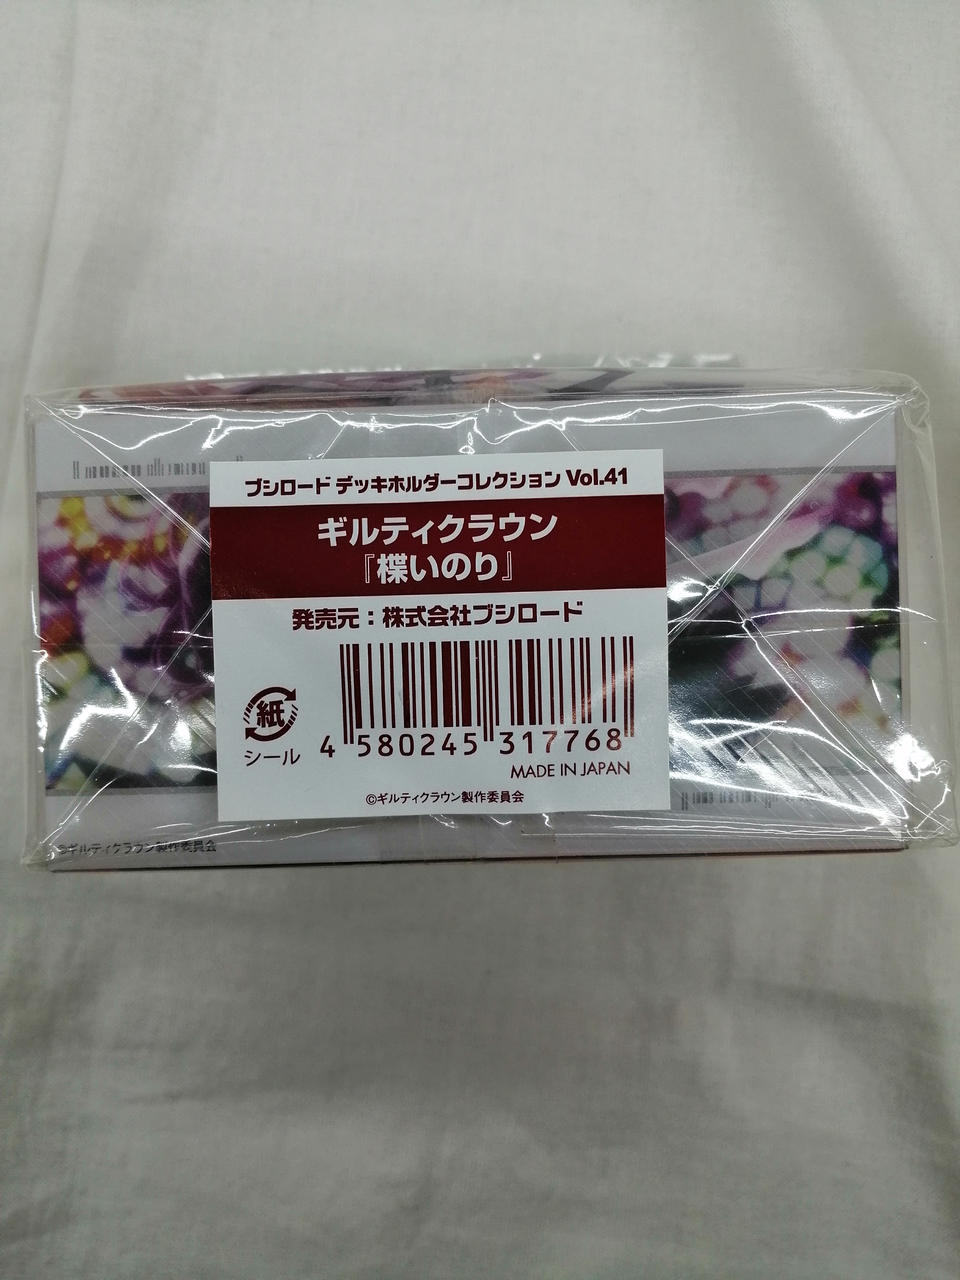 ブシロード デッキホルダーコレクション Vol.41
ギルティクラウン
『楪いのり』
発売元：株式会社ブシロード
紙
シール
4 580245 317768
MADE IN JAPAN
©ギルティクラウン製作委員会
©ギルティクラウン製作委員会